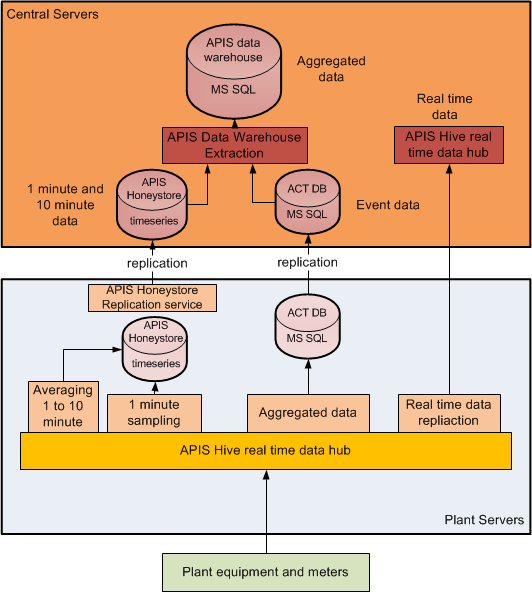 Central Servers
APIS data
warehouse
MS SQL
Aggregated
data
Real time
data
APIS Data Warehouse
Extraction
APIS Hive real
time data hub
1 minute and
10 minute
data
APIS
Honeystore
timeseries
ACT DB
MS SQL
Event data
replication
replication
APIS Honeystore
Replication service
APIS
Honeystore
timeseries
ACT DB
MS SQL
Averaging
1 to 10
minute
1 minute
sampling
Aggregated data
Real time data
repliaction
APIS Hive real time data hub
Plant Servers
Plant equipment and meters